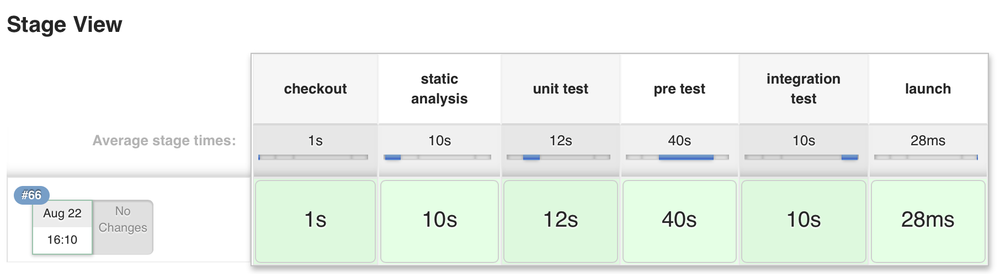 Stage View
checkout
static
analysis
unit test
pre test
integration
test
launch
Average stage times:
1s
10s
12s
40s
10s
28ms
#66
Aug 22
16:10
No
Changes
1s
10s
12s
40s
10s
28ms